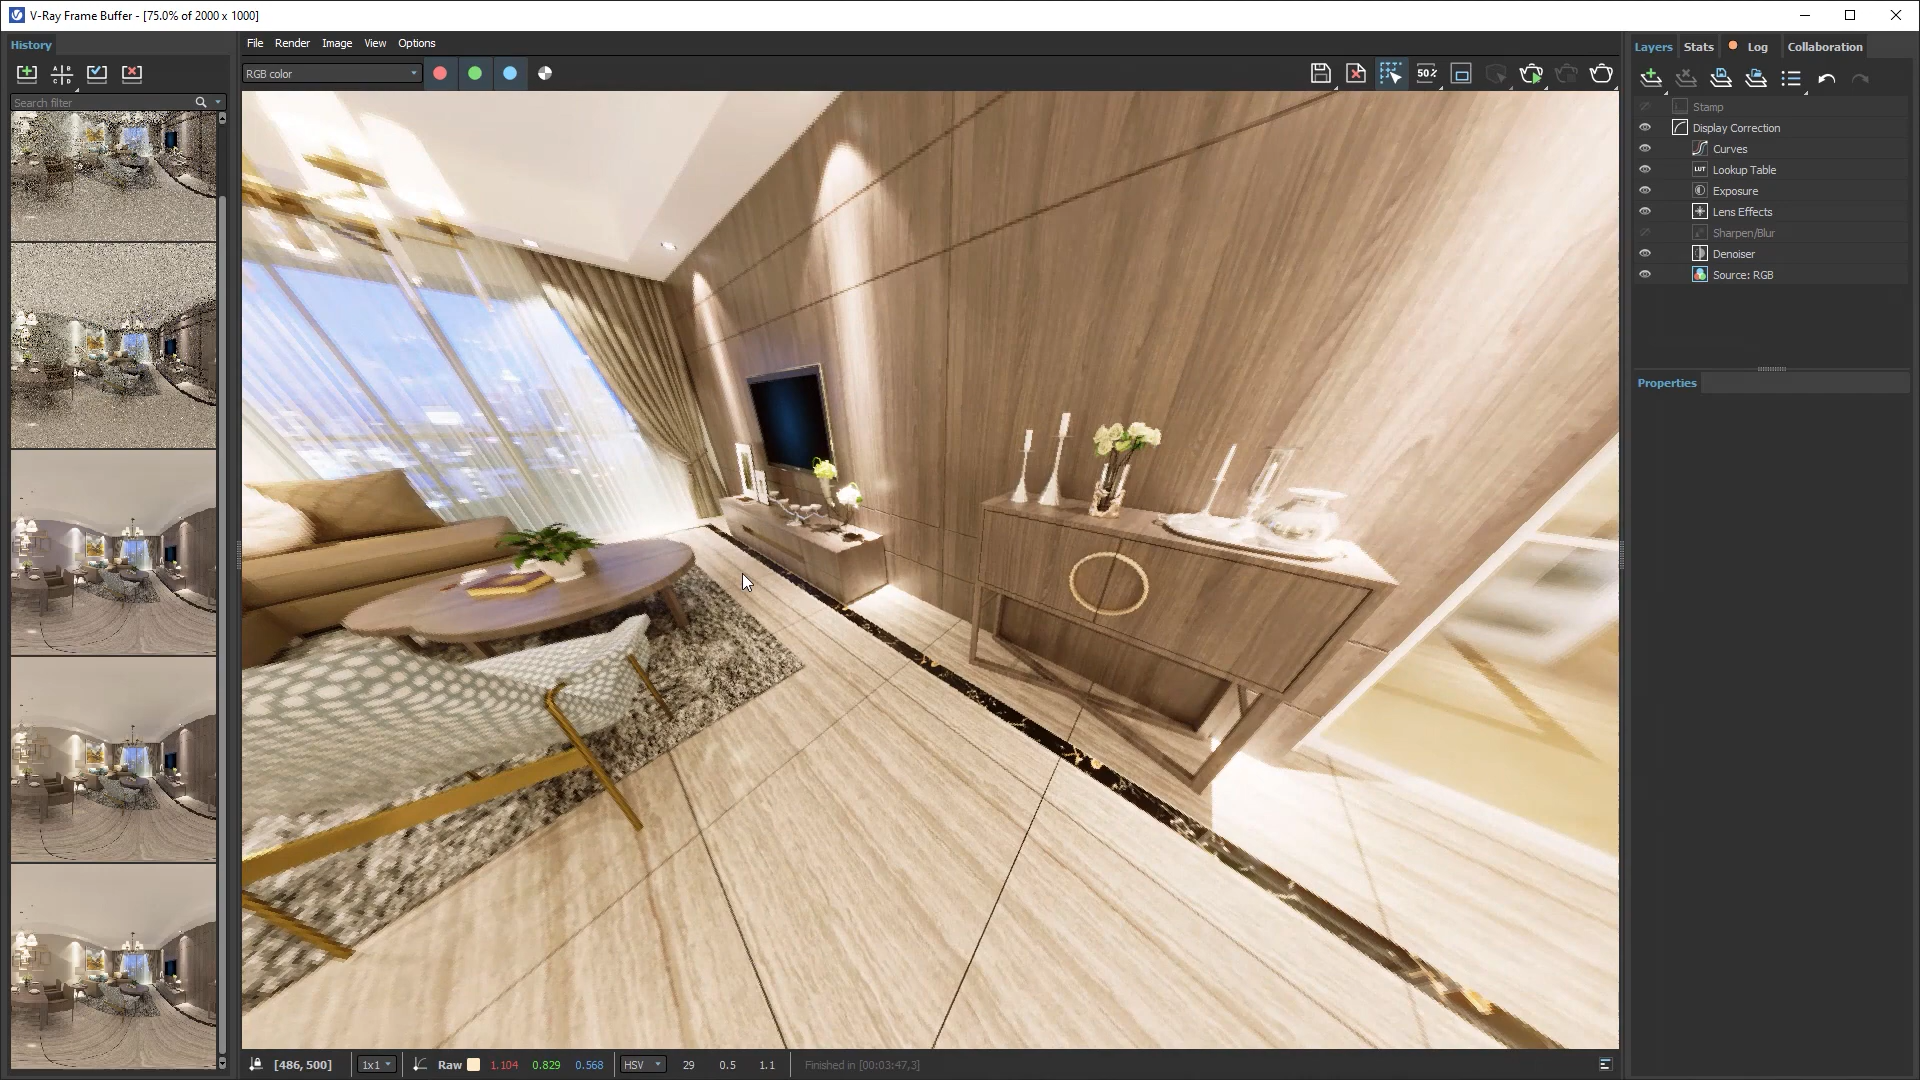 V-Ray Frame Buffer - [75.0% of 2000 x 1000]
History
File Render Image View Options
Layers Stats Log Collaboration
RGB color
50%
Search filter
Stamp
Display Correction
Curves
LUT Lookup Table
Exposure
Lens Effects
Sharpen/Blur
Denoiser
Source: RGB
Properties
[486, 500] 1x1 Raw 1.104 0.829 0.568 HSV 29 0.5 1.1 Finished in [00:03:47,3]